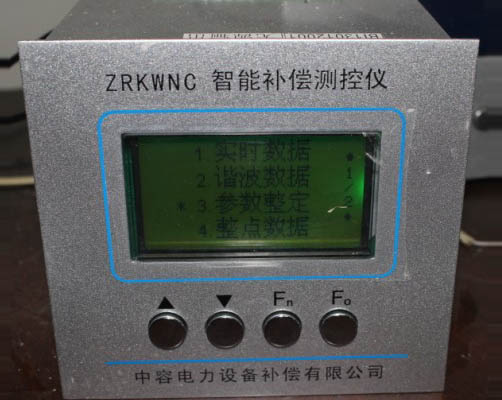 ZRKWNC 智能补偿测控仪
1 实时数据
2 谐波数据
* 3 参数整定
4 整点数据
1/2
▲ ▼ Fn Fo
中容电力设备补偿有限公司